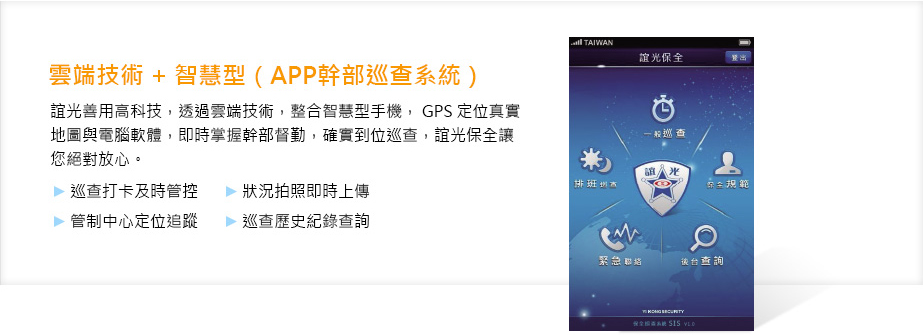 雲端技術 + 智慧型 ( APP幹部巡查系統 )
誼光善用高科技，透過雲端技術，整合智慧型手機， GPS 定位真實
地圖與電腦軟體，即時掌握幹部督勤，確實到位巡查，誼光保全讓
您絕對放心。
▶ 巡查打卡及時管控 ▶ 狀況拍照即時上傳
▶ 管制中心定位追蹤 ▶ 巡查歷史紀錄查詢
TAIWAN
誼光保全 登出
一般巡查
排班巡查
誼光
保全規範
緊急聯絡
後台查詢
YI KONG SECURITY
SIS V1.0